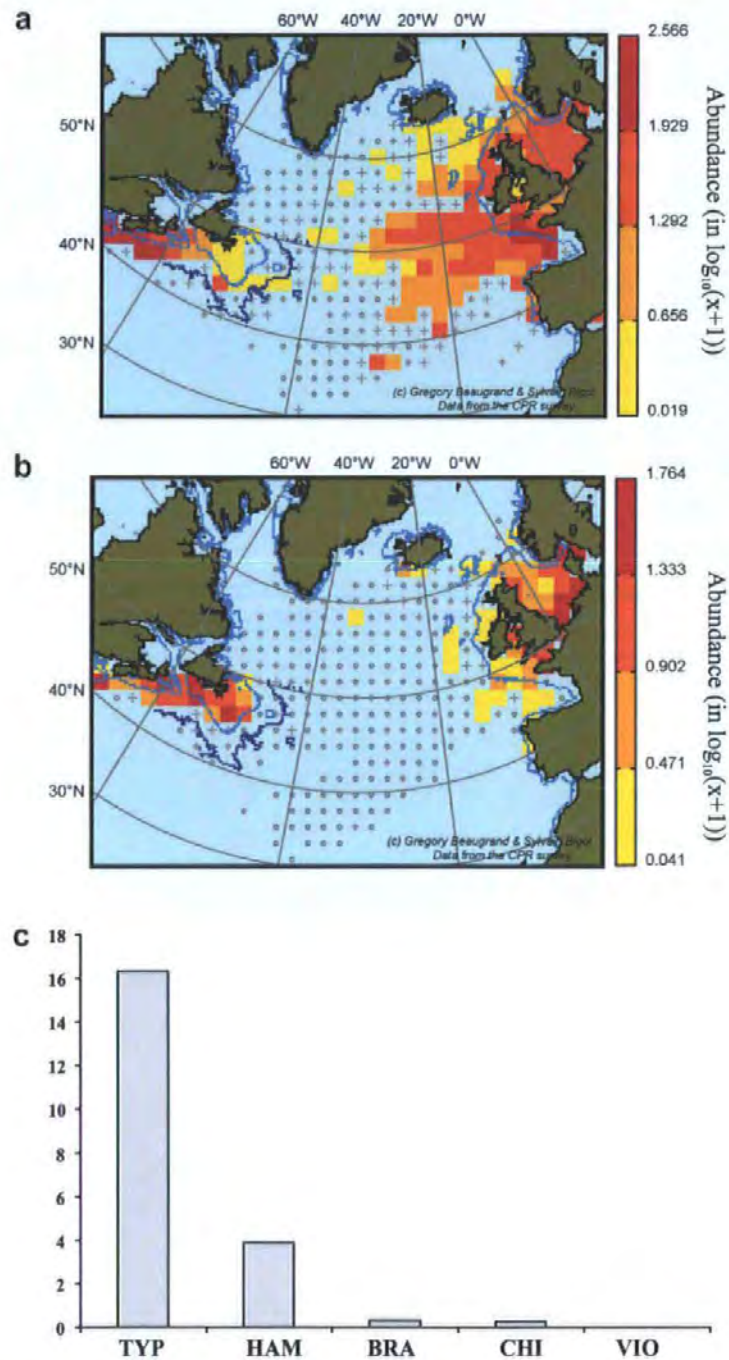 a
60°W 40°W 20°W 0°W
50°N
40°N
30°N
2.566
1.929
1.292
0.656
0.019
Abundance (in log10(x+1))
(c) Gregory Beaugrand &
Data from the CPR survey
b
60°W 40°W 20°W 0°W
50°N
40°N
30°N
1.764
1.333
0.902
0.471
0.041
Abundance (in log10(x+1))
(c) Gregory Beaugrand &
Data from the CPR survey
c
18
16
14
12
10
8
6
4
2
0
TYP HAM BRA CHI VIO